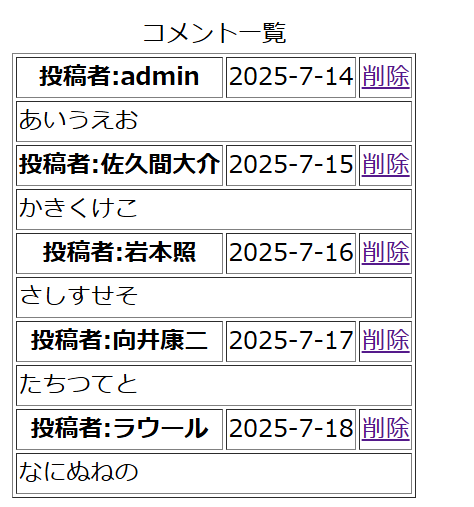 コメント一覧
投稿者:admin 2025-7-14 削除
あいうえお
投稿者:佐久間大介 2025-7-15 削除
かきくけこ
投稿者:岩本照 2025-7-16 削除
さしすせそ
投稿者:向井康二 2025-7-17 削除
たちつてと
投稿者:ラウール 2025-7-18 削除
なにぬねの